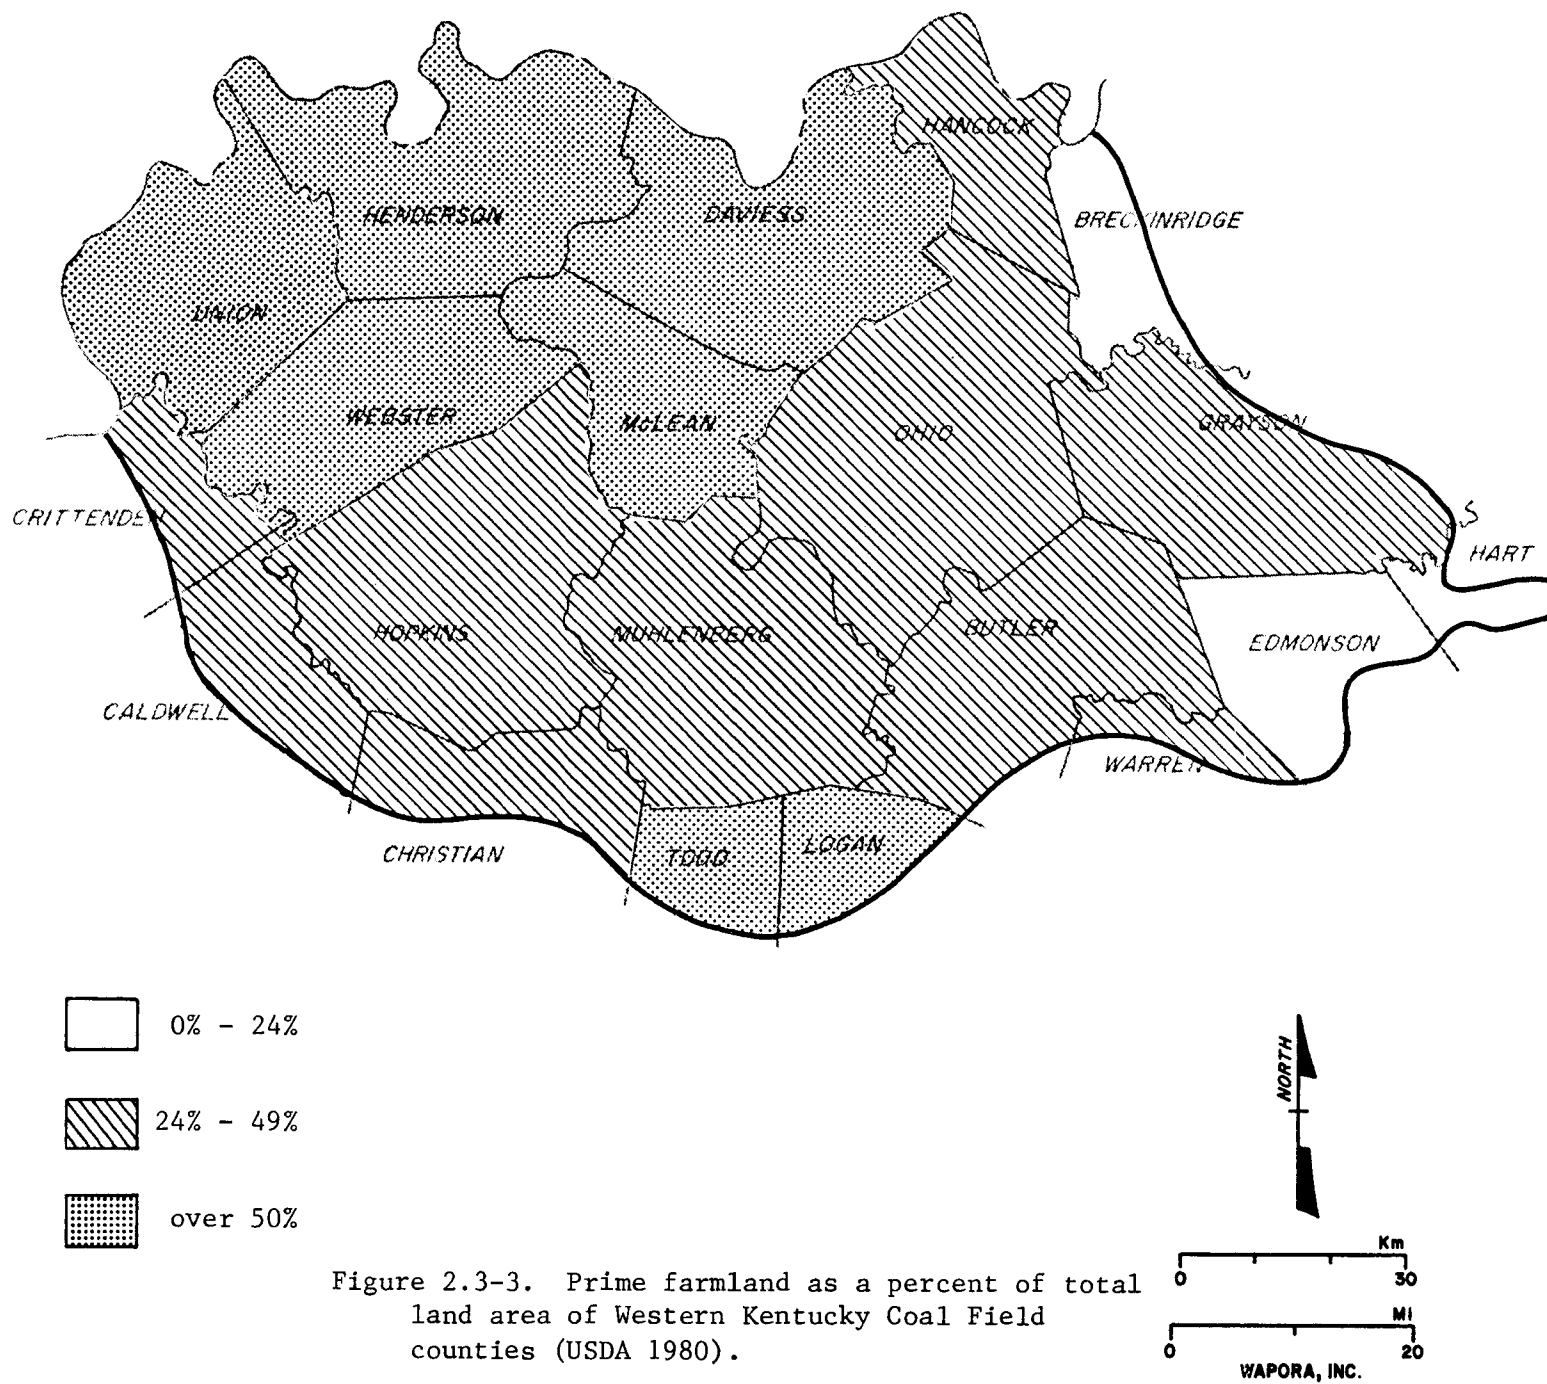 HANCOCK
HENDERSON
DAVIESS
BRECKINRIDGE
UNION
WEBSTER
McLEAN
OHIO
GRAYSON
CRITTENDEN
HART
HOPKINS
MUHLENBERG
BUTLER
EDMONSON
CALDWELL
WARREN
CHRISTIAN
TODD
LOGAN
0% - 24%
24% - 49%
over 50%
NORTH
Km
0 30
MI
0 20
WAPORA, INC.
Figure 2.3-3. Prime farmland as a percent of total
land area of Western Kentucky Coal Field
counties (USDA 1980).